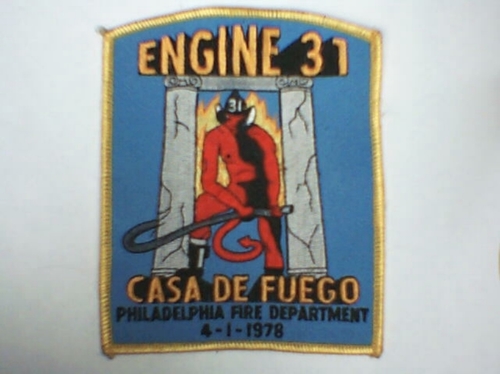 ENGINE 31
31
CASA DE FUEGO
PHILADELPHIA FIRE DEPARTMENT
4-1-1978